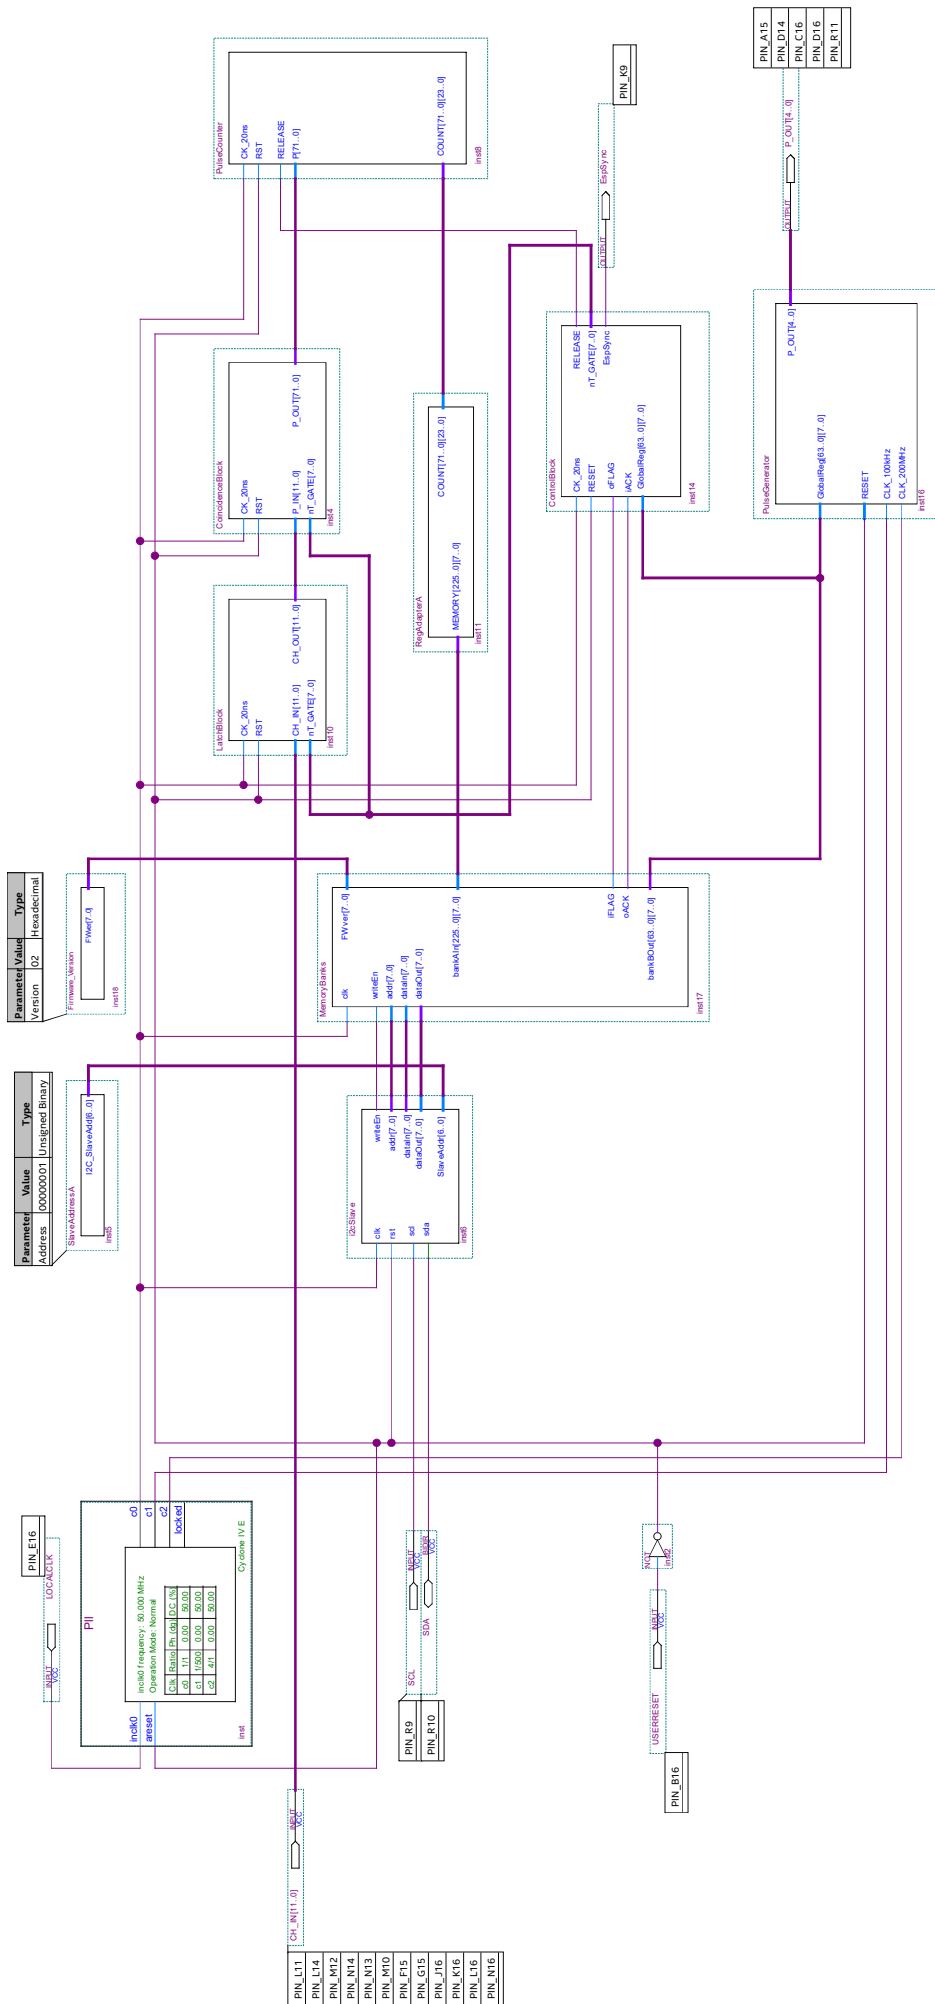 PIN_E16
LOCALCLK
INPUT
VCC
Pll
inclk0
areset
inclk0 frequency: 50.000 MHz
Operation Mode: Normal
Clk Ratio Ph (dg) DC (%)
c0 1/1 0.00 50.00
c1 1/500 0.00 50.00
c2 4/1 0.00 50.00
c0
c1
c2
locked
inst
Cyclone IV E
CH_IN[11..0]
INPUT
VCC
PIN_L11
PIN_L14
PIN_M12
PIN_N14
PIN_N13
PIN_M10
PIN_F15
PIN_G15
PIN_J16
PIN_K16
PIN_L16
PIN_N16
SCL
INPUT
VCC
SDA
BIDIR
VCC
PIN_R9
PIN_R10
USERRESET
INPUT
VCC
PIN_B16
NOT
inst2
Parameter Value Type
Address 00000001 Unsigned Binary
SlaveAddressA
I2C_SlaveAdd[6..0]
inst5
i2cSlave
clk
rst
scl
sda
writeEn
addr[7..0]
dataIn[7..0]
dataOut[7..0]
SlaveAddr[6..0]
inst6
Parameter Value Type
Version 02 Hexadecimal
Firmware_Version
FWver[7..0]
inst18
MemoryBanks
clk
writeEn
addr[7..0]
dataIn[7..0]
dataOut[7..0]
FWver[7..0]
bankAIn[225..0][7..0]
iFLAG
oACK
bankBOut[63..0][7..0]
inst17
LatchBlock
CK_20ns
RST
CH_IN[11..0]
nT_GATE[7..0]
CH_OUT[11..0]
inst10
CoincidenceBlock
CK_20ns
RST
P_IN[11..0]
nT_GATE[7..0]
P_OUT[71..0]
inst4
RegAdapterA
MEMORY[225..0][7..0]
COUNT[71..0][23..0]
inst11
PulseCounter
CK_20ns
RST
RELEASE
P[71..0]
COUNT[71..0][23..0]
inst8
ControlBlock
CK_20ns
RESET
oFLAG
iACK
GlobalReg[63..0][7..0]
RELEASE
nT_GATE[7..0]
EspSync
inst14
OUTPUT
EspSync
PIN_K9
PulseGenerator
GlobalReg[63..0][7..0]
RESET
CLK_100kHz
CLK_200MHz
P_OUT[4..0]
inst16
OUTPUT
P_OUT[4..0]
PIN_A15
PIN_D14
PIN_C16
PIN_D16
PIN_R11